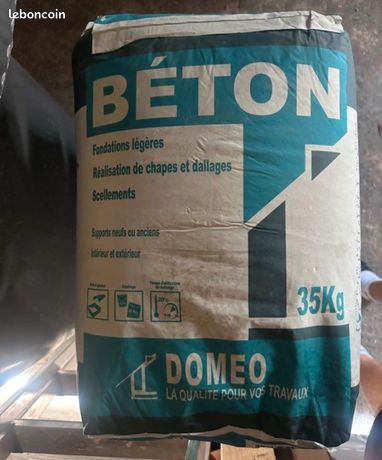 leboncoin
BÉTON
Fondations légères
Réalisation de chapes et dallages
Scellements
Supports neufs ou anciens
Intérieur et extérieur
20°c
35Kg
DOMEO
LA QUALITÉ POUR VOS TRAVAUX